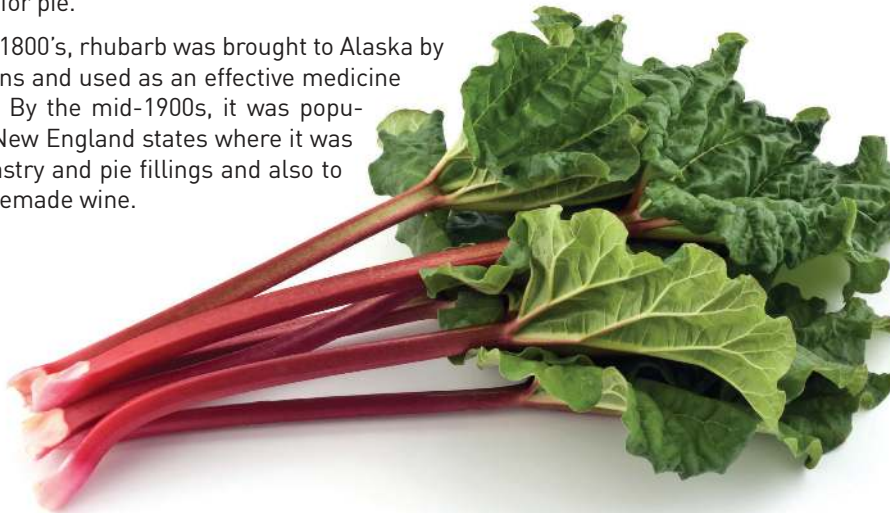 for pie.
1800’s, rhubarb was brought to Alaska by
ns and used as an effective medicine
By the mid-1900s, it was popu-
New England states where it was
astry and pie fillings and also to
emade wine.